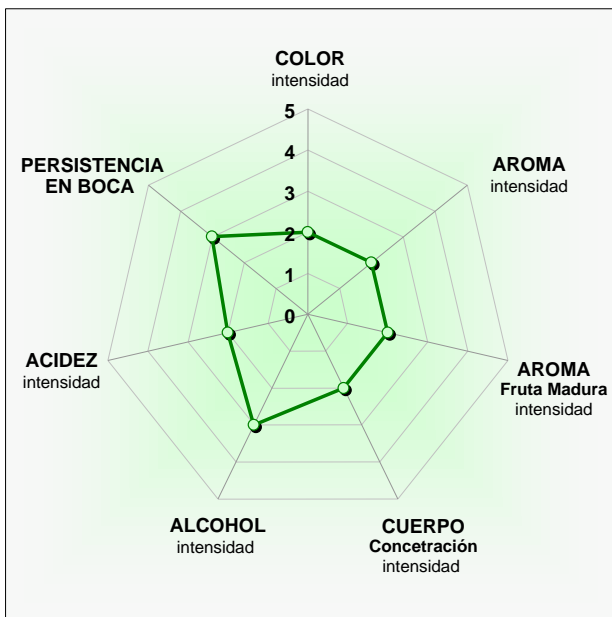 COLOR
intensidad
5
4
3
2
1
0
AROMA
intensidad
AROMA
Fruta Madura
intensidad
CUERPO
Concetración
intensidad
ALCOHOL
intensidad
ACIDEZ
intensidad
PERSISTENCIA
EN BOCA